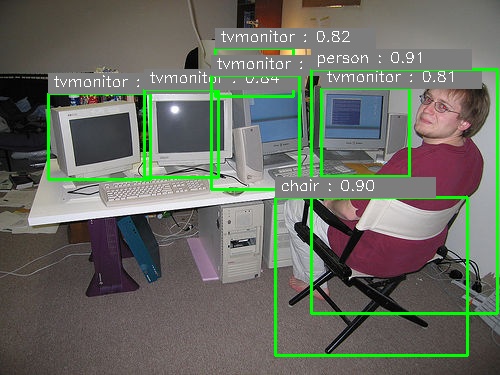 tvmonitor : 0.82
person : 0.91
tvmonitor :
tvmonitor : 0.84
tvmonitor : 0.81
tvmonitor :
chair : 0.90